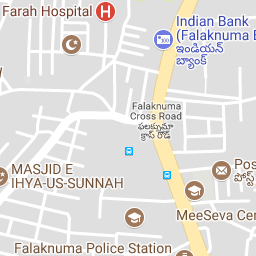 Farah Hospital
H
Indian Bank
(Falaknuma B
ఇండియన్
బ్యాంక్
Falaknuma
Cross Road
ఫలక్నుమా
క్రాస్ రోడ్
MASJID E
IHYA-US-SUNNAH
Pos
పోస్ట్
MeeSeva Cen
Falaknuma Police Station